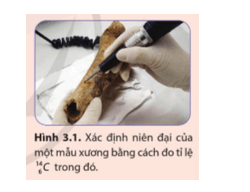 Hình 3.1. Xác định niên đại của
một mẫu xương bằng cách đo tỉ lệ
¹⁴₆C trong đó.